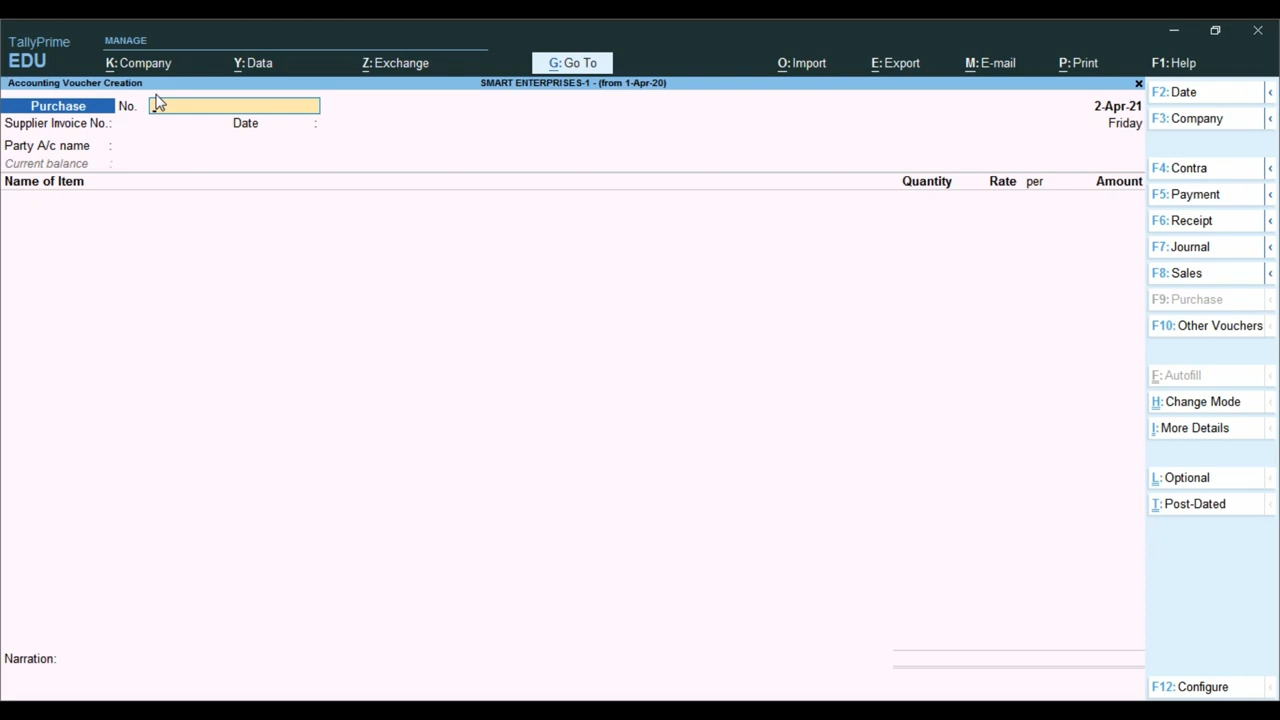 TallyPrime
EDU
MANAGE
K: Company
Y: Data
Z: Exchange
G: Go To
O: Import
E: Export
M: E-mail
P: Print
F1: Help
Accounting Voucher Creation
SMART ENTERPRISES-1 - (from 1-Apr-20)
Purchase No.
2-Apr-21
Supplier Invoice No.:
Date :
Friday
Party A/c name :
Current balance :
Name of Item
Quantity
Rate per
Amount
Narration:
F2: Date
F3: Company
F4: Contra
F5: Payment
F6: Receipt
F7: Journal
F8: Sales
F9: Purchase
F10: Other Vouchers
F: Autofill
H: Change Mode
I: More Details
L: Optional
T: Post-Dated
F12: Configure